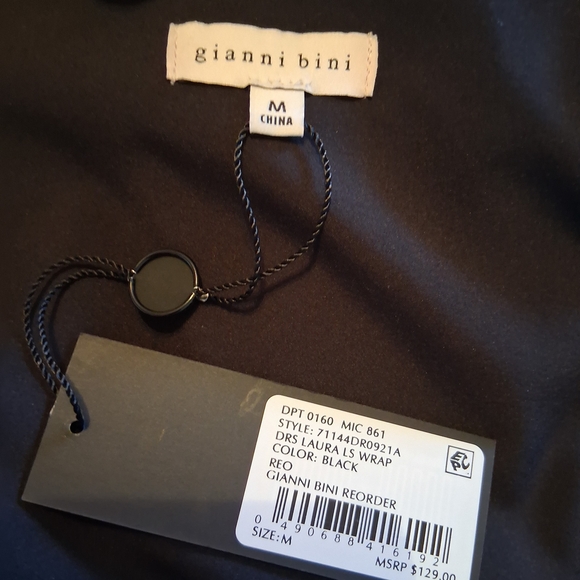 gianni bini
M
CHINA
DPT 0160 MIC 861
STYLE: 71144DR0921A
DRS LAURA LS WRAP
COLOR: BLACK
REO
GIANNI BINI REORDER
0 490688 416192
SIZE: M
MSRP $129.00